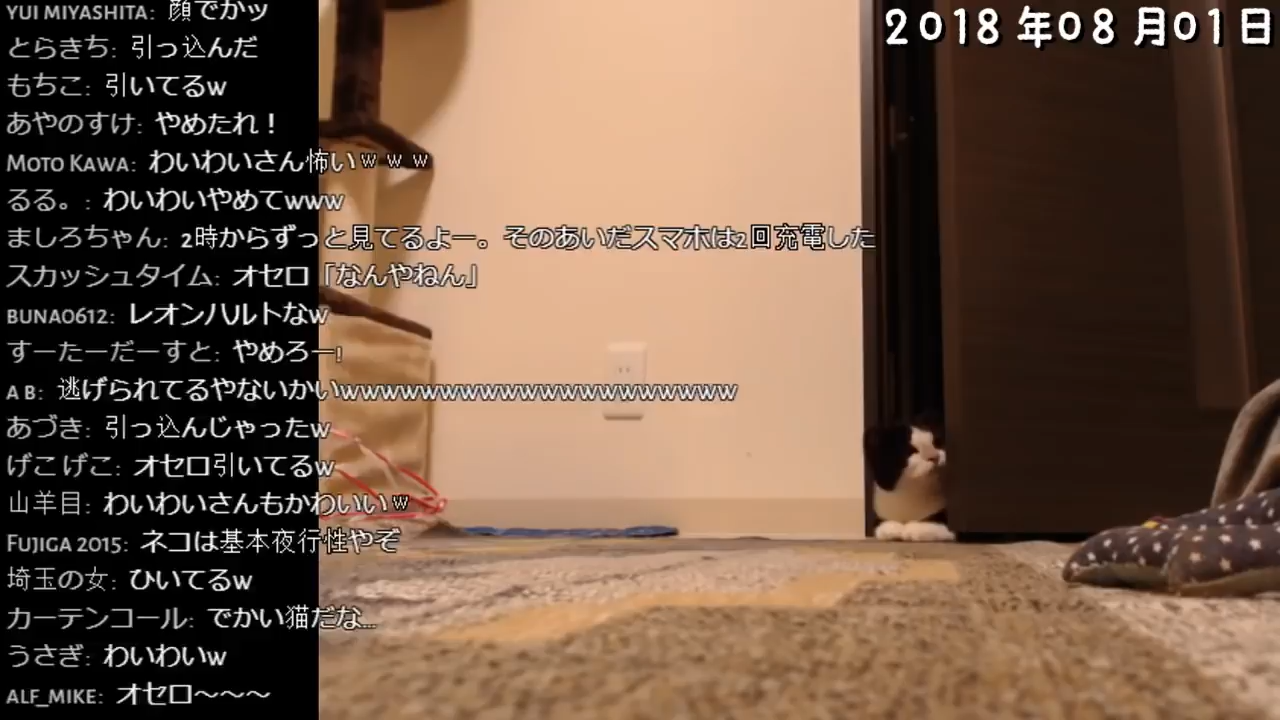 YUI MIYASHITA: 顔でかッ
2018年08月01日
とらきち: 引っ込んだ
もちこ: 引いてるw
あやのすけ: やめたれ！
MOTO KAWA: わいわいさん怖いｗｗｗ
るる。: わいわいやめてwww
ましろちゃん: 2時からずっと見てるよー。そのあいだスマホは2回充電した
スカッシュタイム: オセロ「なんやねん」
BUNAO612: レオンハルトなw
すーたーだーすと: やめろー!
A B: 逃げられてるやないかいwwwwwwwwwwwwwwwwwwwwwwww
あづき: 引っ込んじゃったw
げこげこ: オセロ引いてるw
山羊目: わいわいさんもかわいいｗ
FUJIGA 2015: ネコは基本夜行性やぞ
埼玉の女: ひいてるw
カーテンコール: でかい猫だな...
うさぎ: わいわいw
ALF_MIKE: オセロ〜〜〜